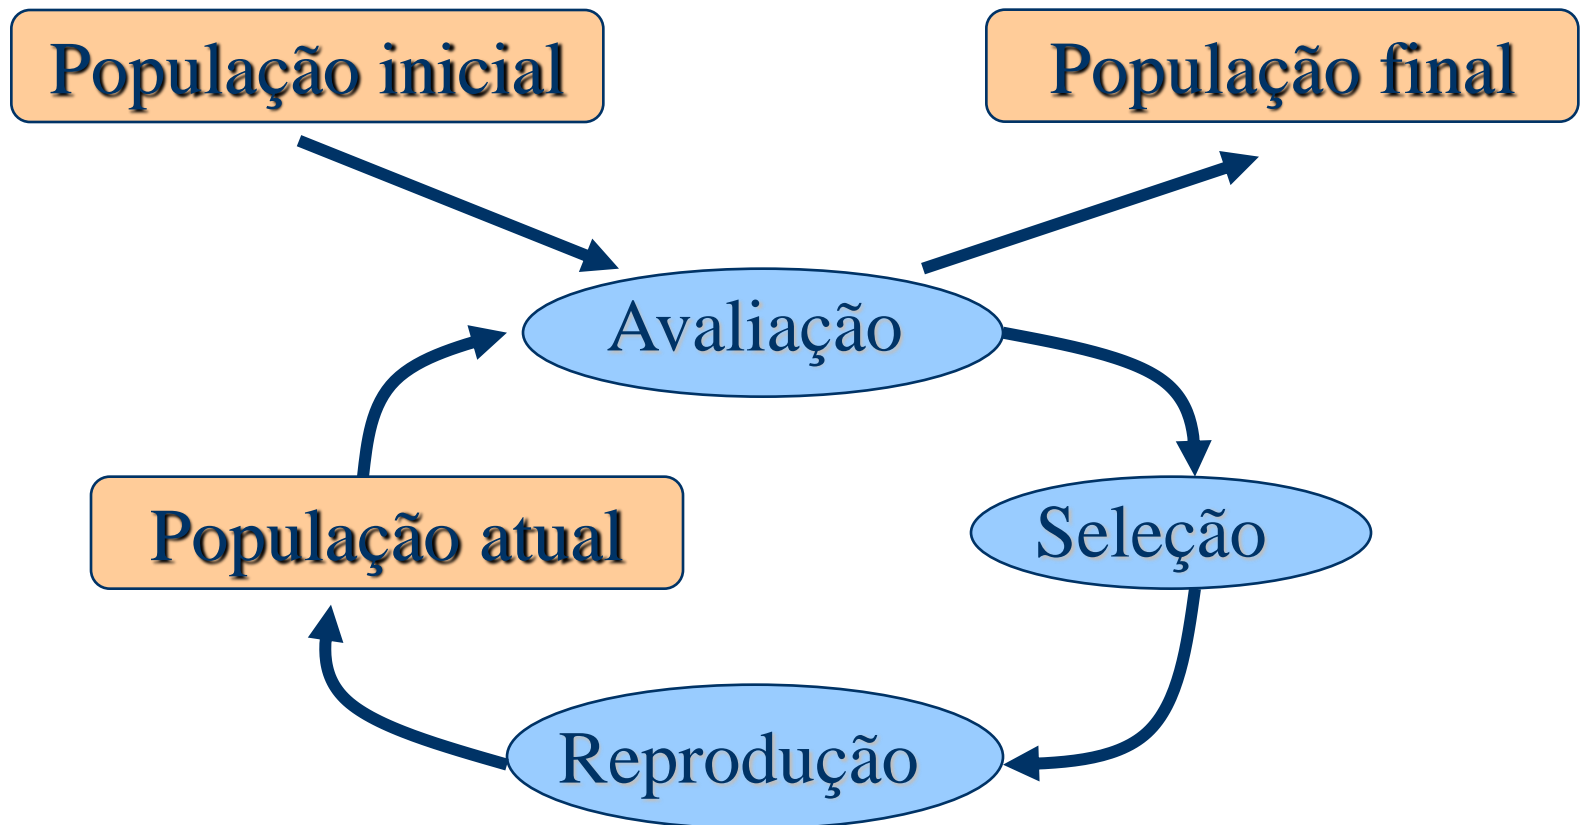 População inicial
População final
Avaliação
População atual
Seleção
Reprodução